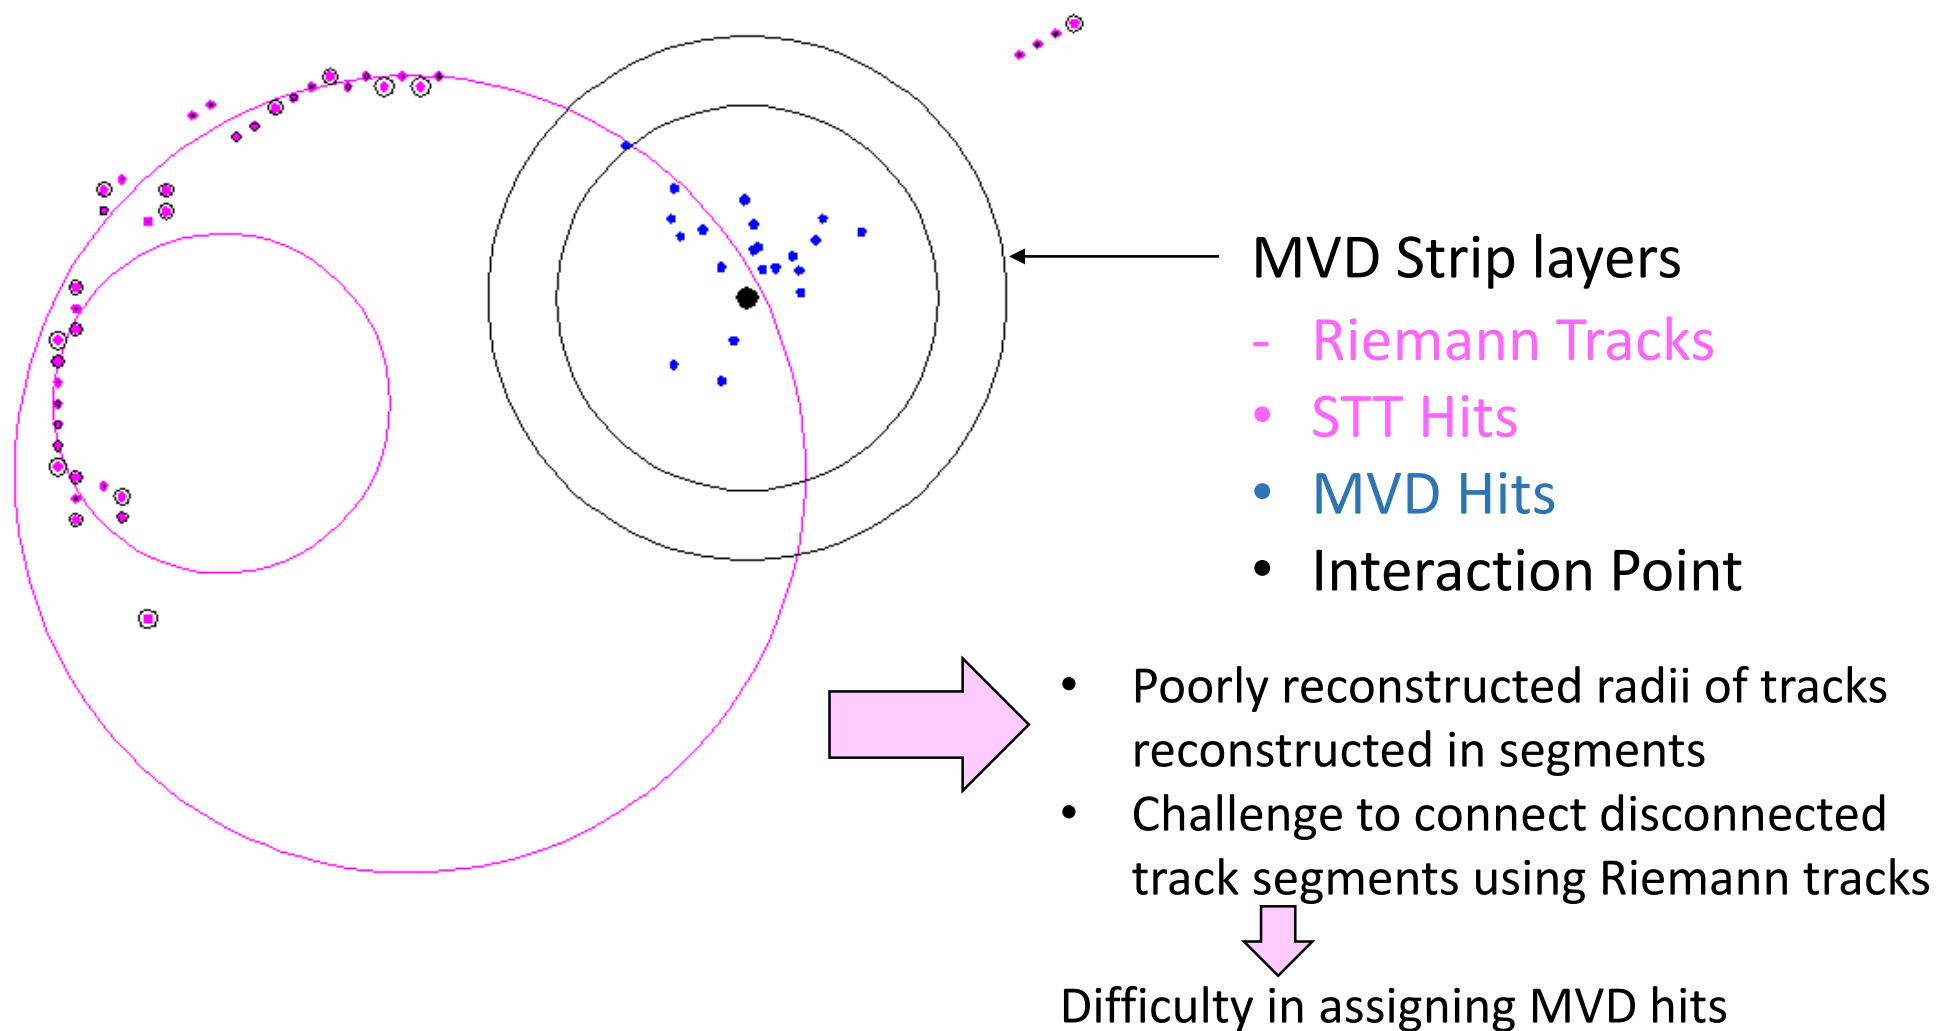 MVD Strip layers
- Riemann Tracks
• STT Hits
• MVD Hits
• Interaction Point
• Poorly reconstructed radii of tracks
reconstructed in segments
• Challenge to connect disconnected
track segments using Riemann tracks
Difficulty in assigning MVD hits